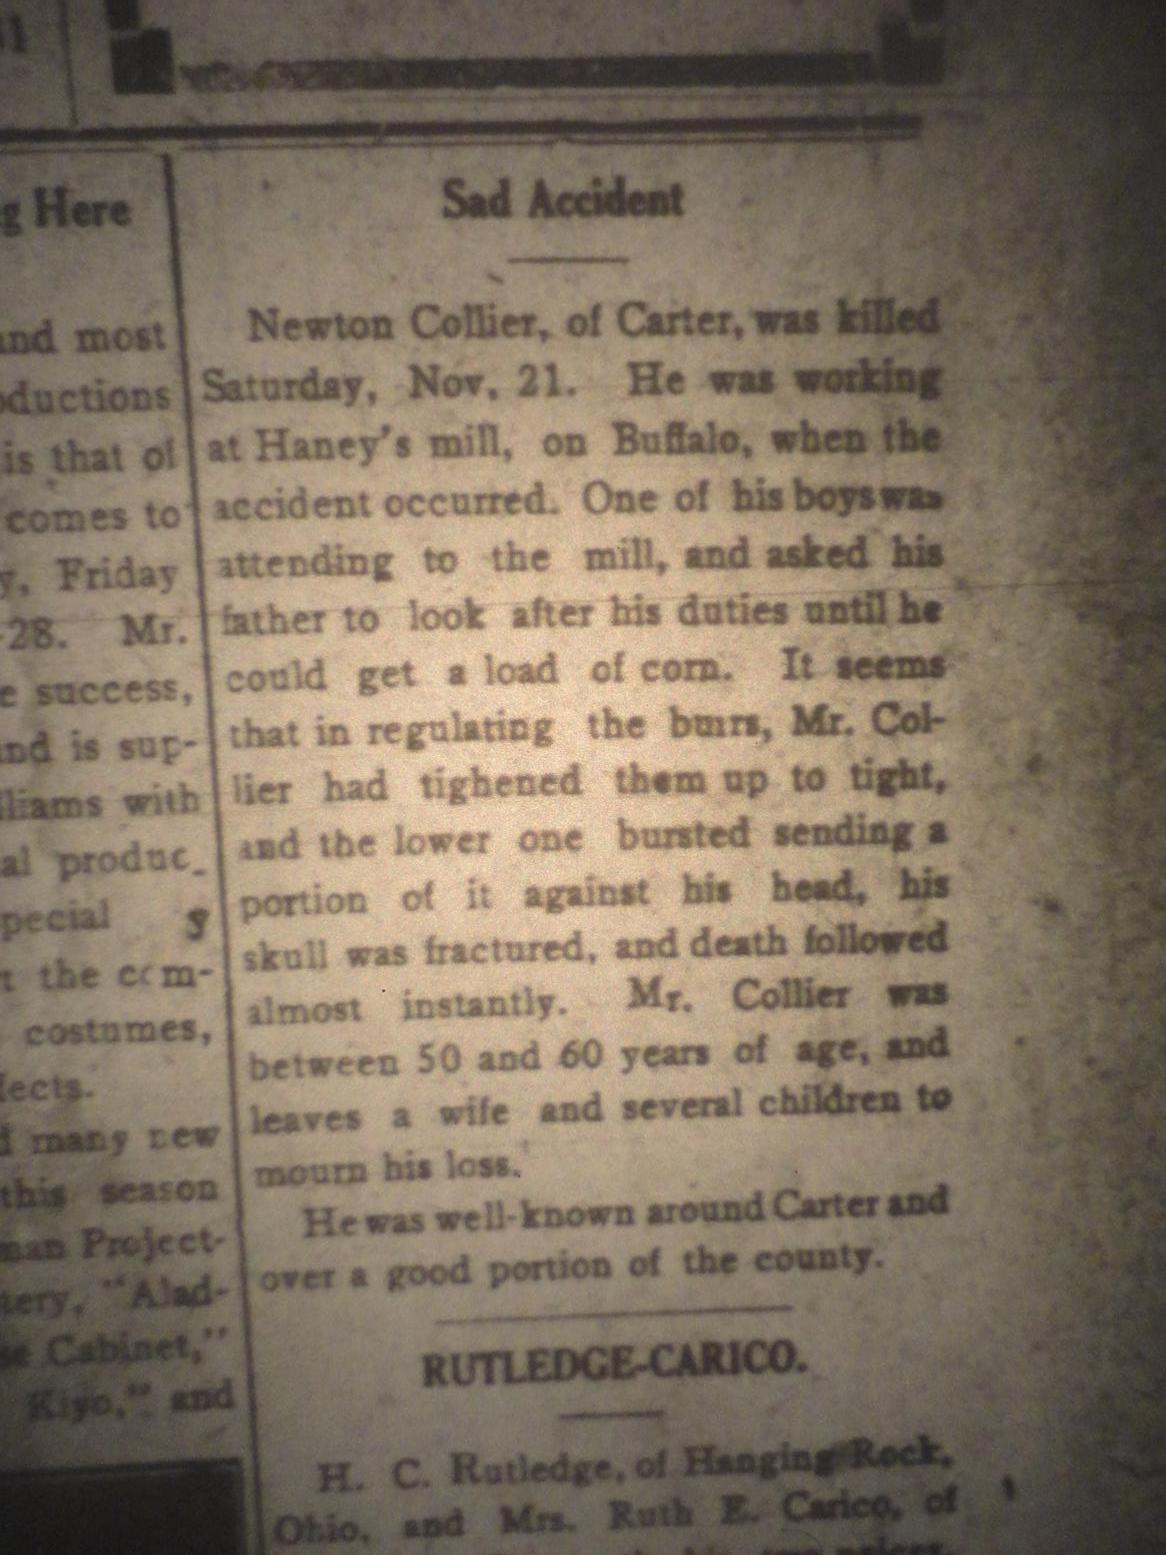 g Here
and most
oductions
is that of
comes to
y, Friday
-28. Mr.
e success,
and is sup-
lliams with
al produc.
pecial y
t the com-
costumes,
fects.
d many new
this season
man Project-
nery, "Alad-
se Cabinet,"
Kiyo," and
Sad Accident
Newton Collier, of Carter, was killed
Saturday, Nov, 21. He was working
at Haney's mill, on Buffalo, when the
accident occurred. One of his boys was
attending to the mill, and asked his
father to look after his duties until he
could get a load of corn. It seems
that in regulating the burrs, Mr. Col-
lier had tighened them up to tight,
and the lower one bursted sending a
portion of it against his head, his
skull was fractured, and death followed
almost instantly. Mr. Collier was
between 50 and 60 years of age, and
leaves a wife and several children to
mourn his loss.
He was well-known around Carter and
over a good portion of the county.
RUTLEDGE-CARICO.
H. C. Rutledge, of Hanging Rock,
Ohio, and Mrs. Ruth E. Carico, of